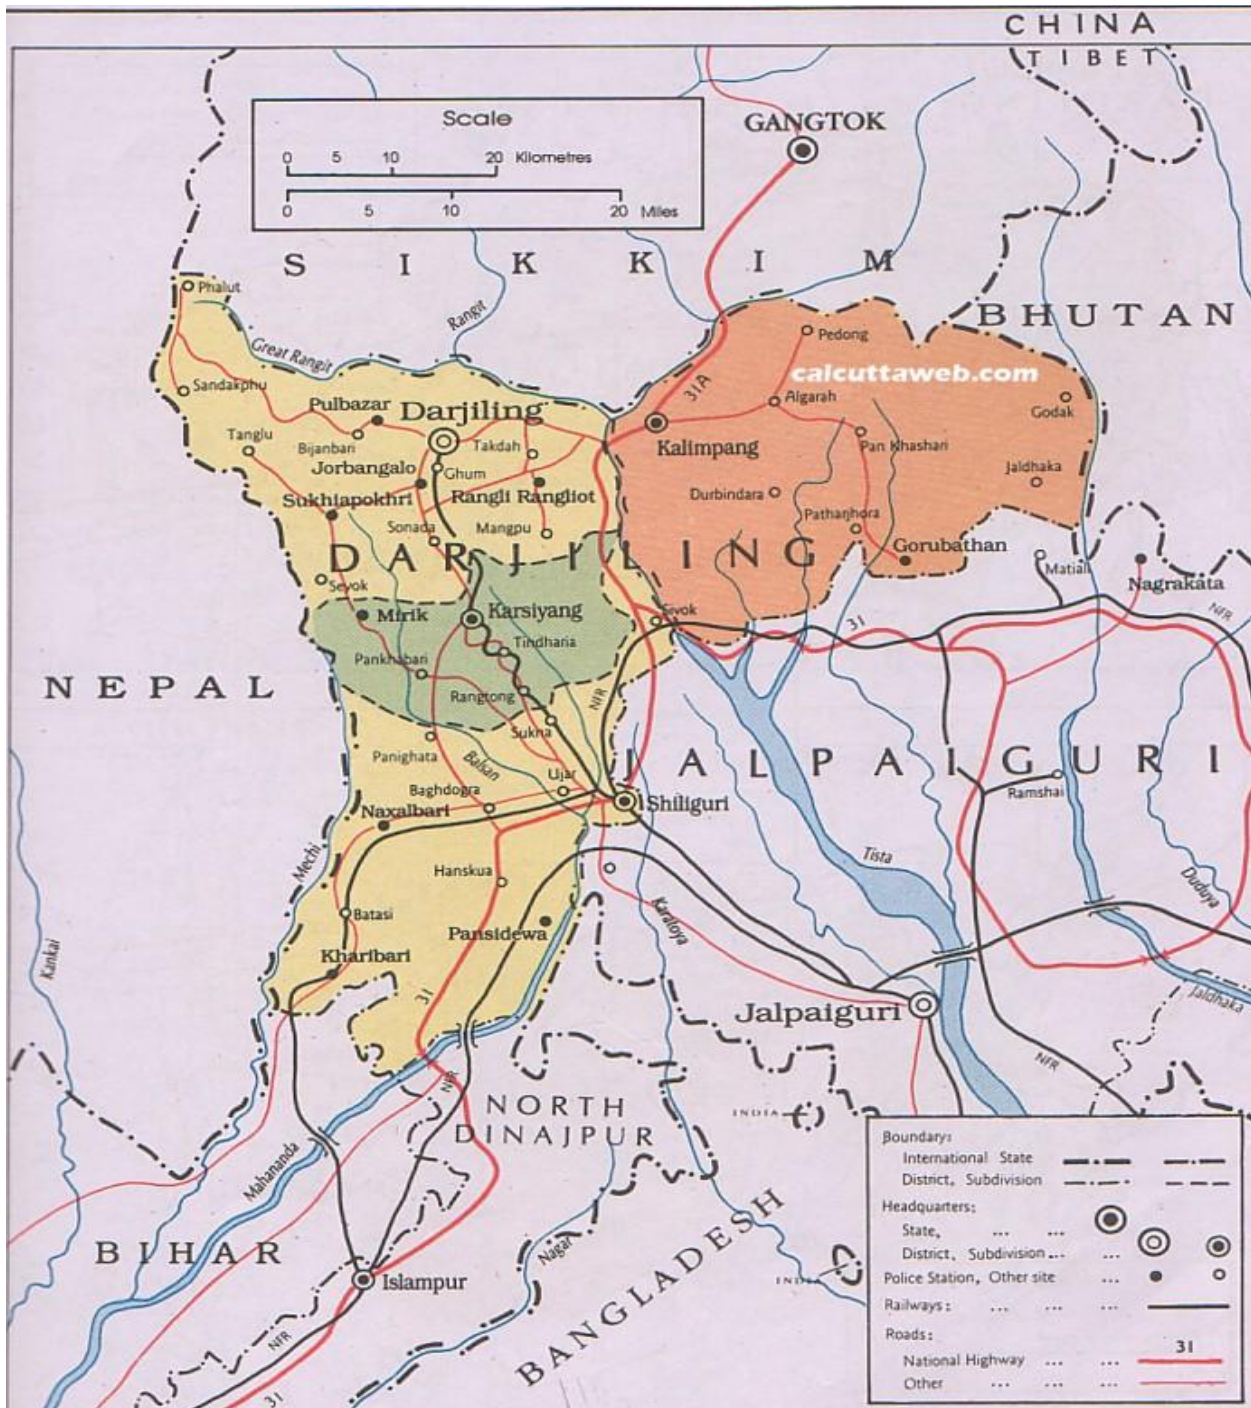 CHINA
TIBET
Scale
0 5 10 20 Kilometres
0 5 10 20 Miles
GANGTOK
SIKKIM
BHUTAN
Phalut
Rangit
Great Rangit
Pedong
calcuttaweb.com
31A
Sandakphu
Pulbazar
Darjiling
Algarah
Godak
Tanglu
Bijanbari
Takdah
Kalimpang
Pan Khashari
Jorbangalo
Ghum
Jaldhaka
Sukhiapokhri
Rangli Rangliot
Durbindara
Sonada
Mangpu
Pathanjhora
DARJILING
Gorubathan
Matiali
Nagrakata
Sevok
Mirik
Karsiyang
Sivok
31
NFR
Tindharia
Pankhabari
NEPAL
Rangtong
NFR
Sukna
Panighata
Balsan
JALPAIGURI
Ujar
Baghdogra
Shiliguri
Ramshai
Naxalbari
Mechi
Hanskua
Tista
Duduya
Batasi
Pansidewa
Karatoya
Kankai
Kharibari
31
Jalpaiguri
Jaldhaka
NFR
NFR
NORTH
DINAJPUR
INDIA
Mahananda
BIHAR
Nagar
BANGLADESH
INDIA
Islampur
NFR
31
Boundary:
International State
District, Subdivision
Headquarters:
State, ... ...
District, Subdivision ... ...
Police Station, Other site ...
Railways: ... ... ...
Roads: 31
National Highway ... ...
Other ... ... ...